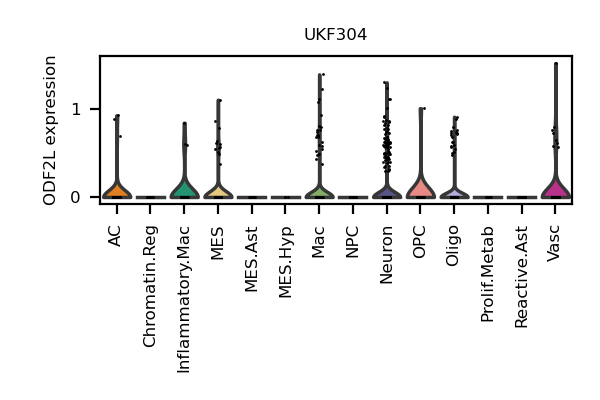 UKF304
ODF2L expression
1
0
AC
Chromatin.Reg
Inflammatory.Mac
MES
MES.Ast
MES.Hyp
Mac
NPC
Neuron
OPC
Oligo
Prolif.Metab
Reactive.Ast
Vasc